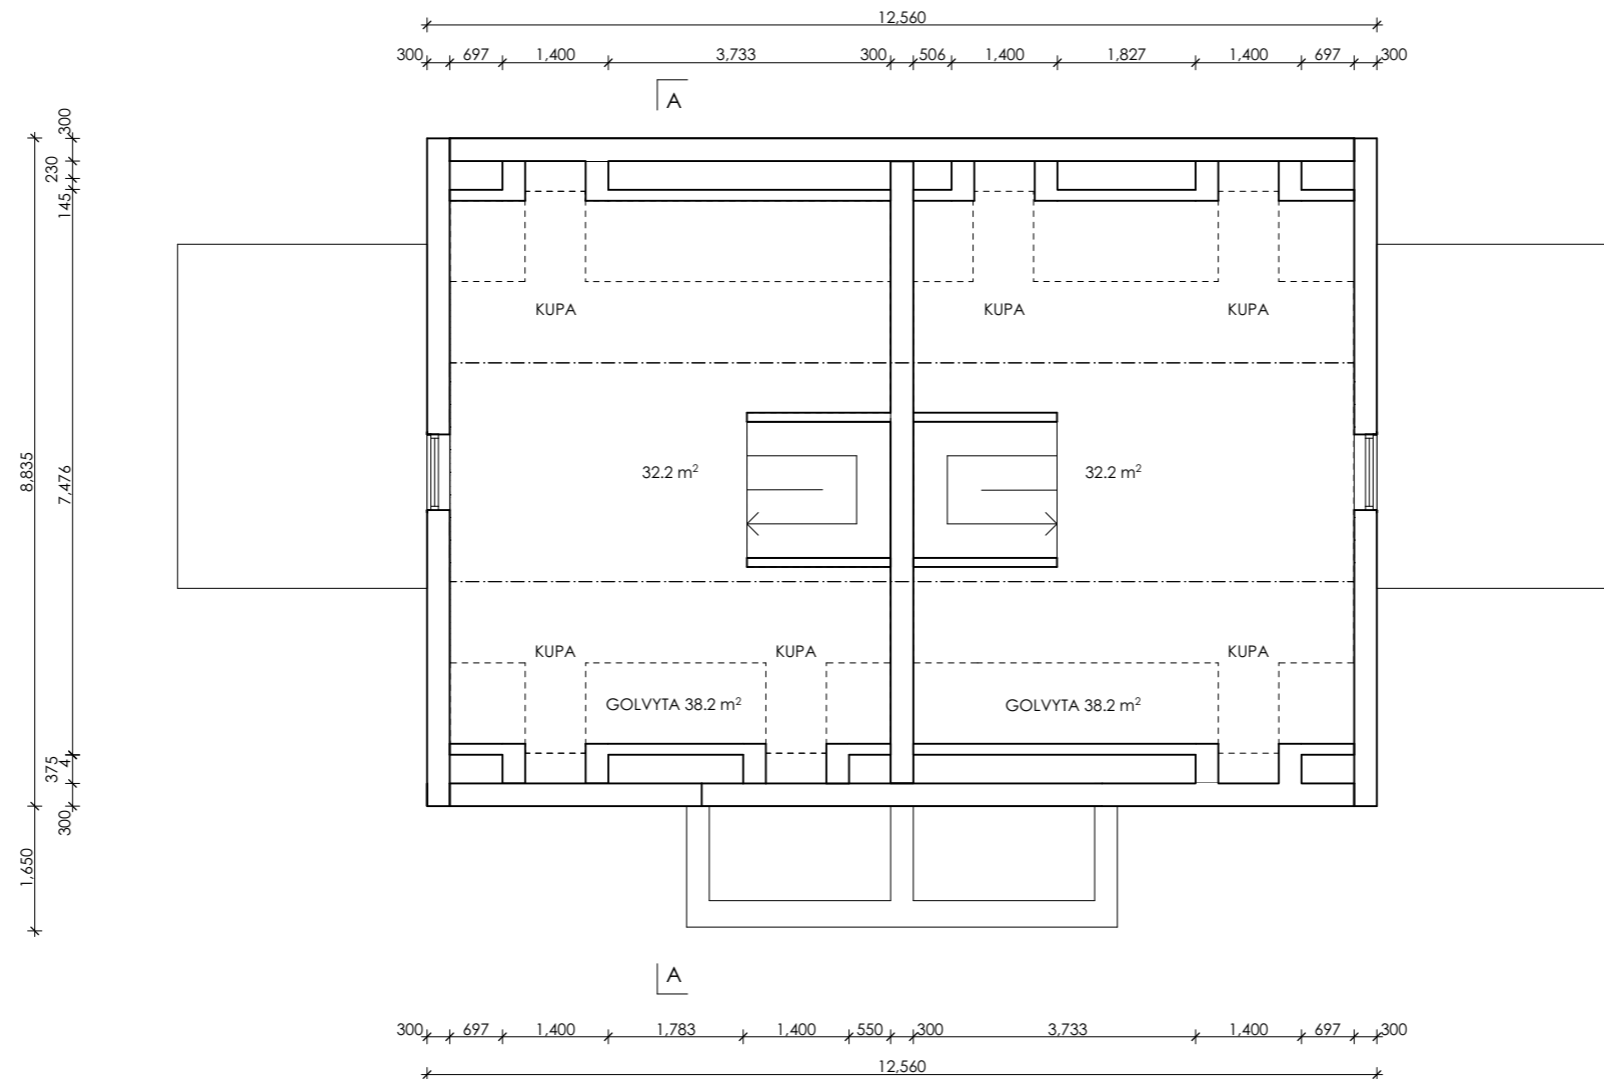 12,560
300 697 1,400 3,733 300 506 1,400 1,827 1,400 697 300
A
300
230
145
8,835
7,476
375
4
300
1,650
KUPA KUPA KUPA
32.2 m² 32.2 m²
KUPA KUPA KUPA
GOLVYTA 38.2 m² GOLVYTA 38.2 m²
A
300 697 1,400 1,783 1,400 550 300 3,733 1,400 697 300
12,560